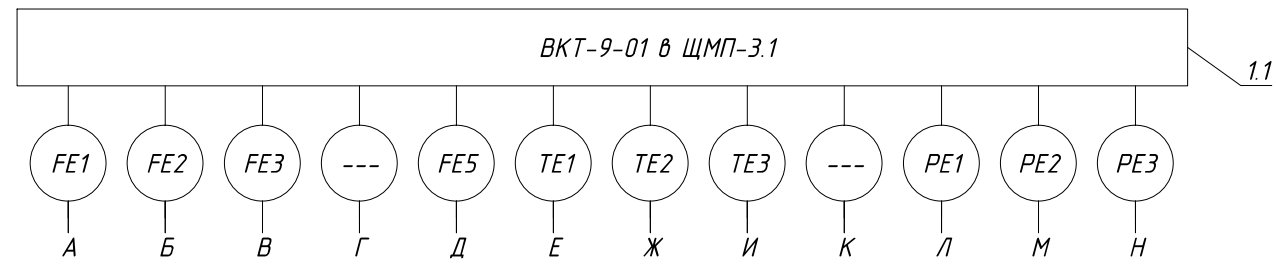 ВКТ-9-01 в ЩМП-3.1
1.1
FE1 FE2 FE3 --- FE5 TE1 TE2 TE3 --- PE1 PE2 PE3
А Б В Г Д Е Ж И К Л М Н